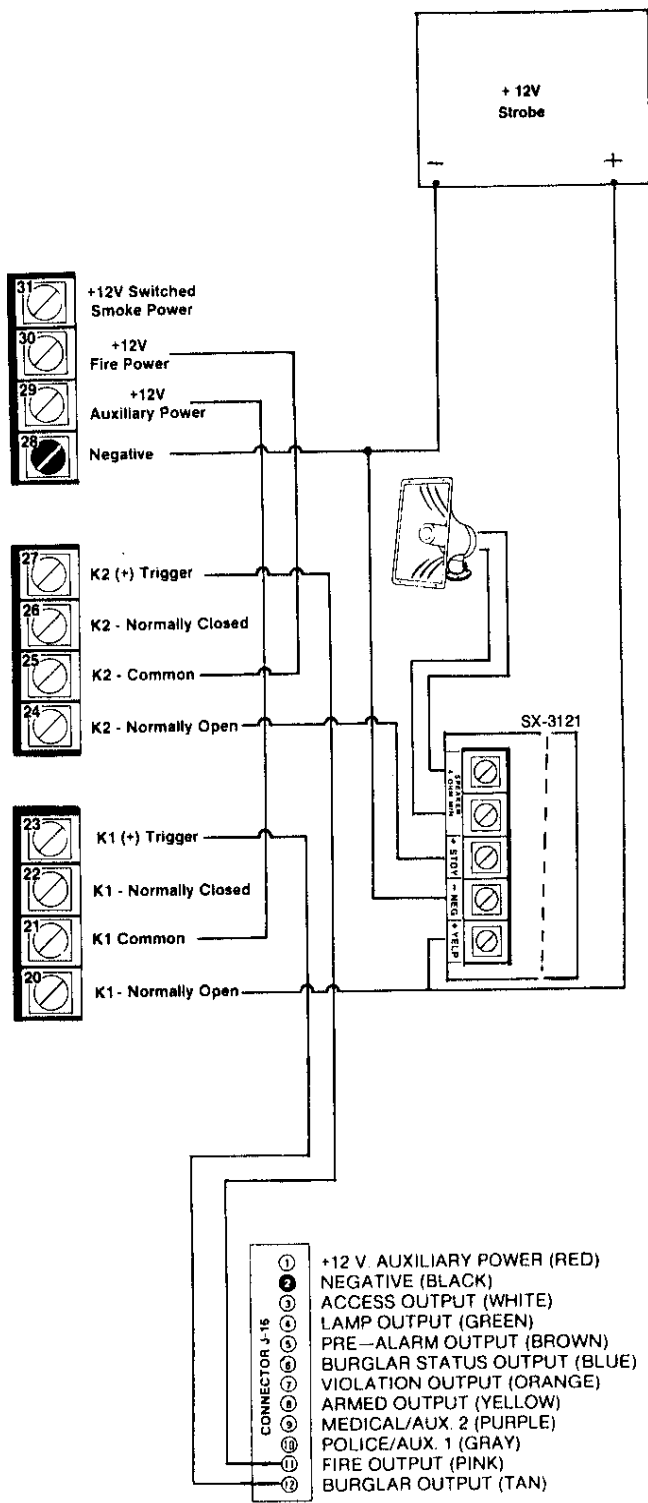 + 12V
Strobe
−
+
31
+12V Switched
Smoke Power
30
+12V
Fire Power
29
+12V
Auxiliary Power
28
Negative
27
K2 (+) Trigger
26
K2 - Normally Closed
25
K2 - Common
24
K2 - Normally Open
SX-3121
SPEAKER
4 OHM MIN
+ STDY
− NEG
+ YELP
23
K1 (+) Trigger
22
K1 - Normally Closed
21
K1 Common
20
K1 - Normally Open
CONNECTOR J-16
1 +12 V. AUXILIARY POWER (RED)
2 NEGATIVE (BLACK)
3 ACCESS OUTPUT (WHITE)
4 LAMP OUTPUT (GREEN)
5 PRE—ALARM OUTPUT (BROWN)
6 BURGLAR STATUS OUTPUT (BLUE)
7 VIOLATION OUTPUT (ORANGE)
8 ARMED OUTPUT (YELLOW)
9 MEDICAL/AUX. 2 (PURPLE)
10 POLICE/AUX. 1 (GRAY)
11 FIRE OUTPUT (PINK)
12 BURGLAR OUTPUT (TAN)